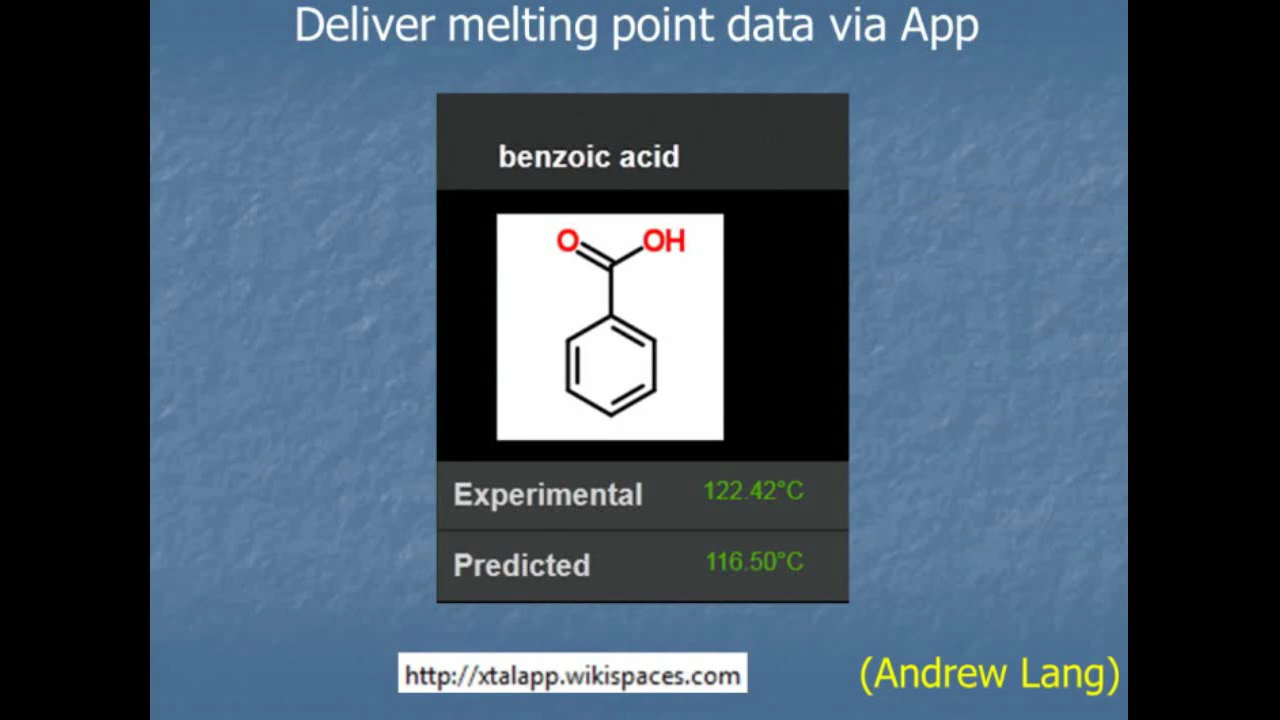 Deliver melting point data via App
benzoic acid
O OH
Experimental 122.42°C
Predicted 116.50°C
http://xtalapp.wikispaces.com
(Andrew Lang)